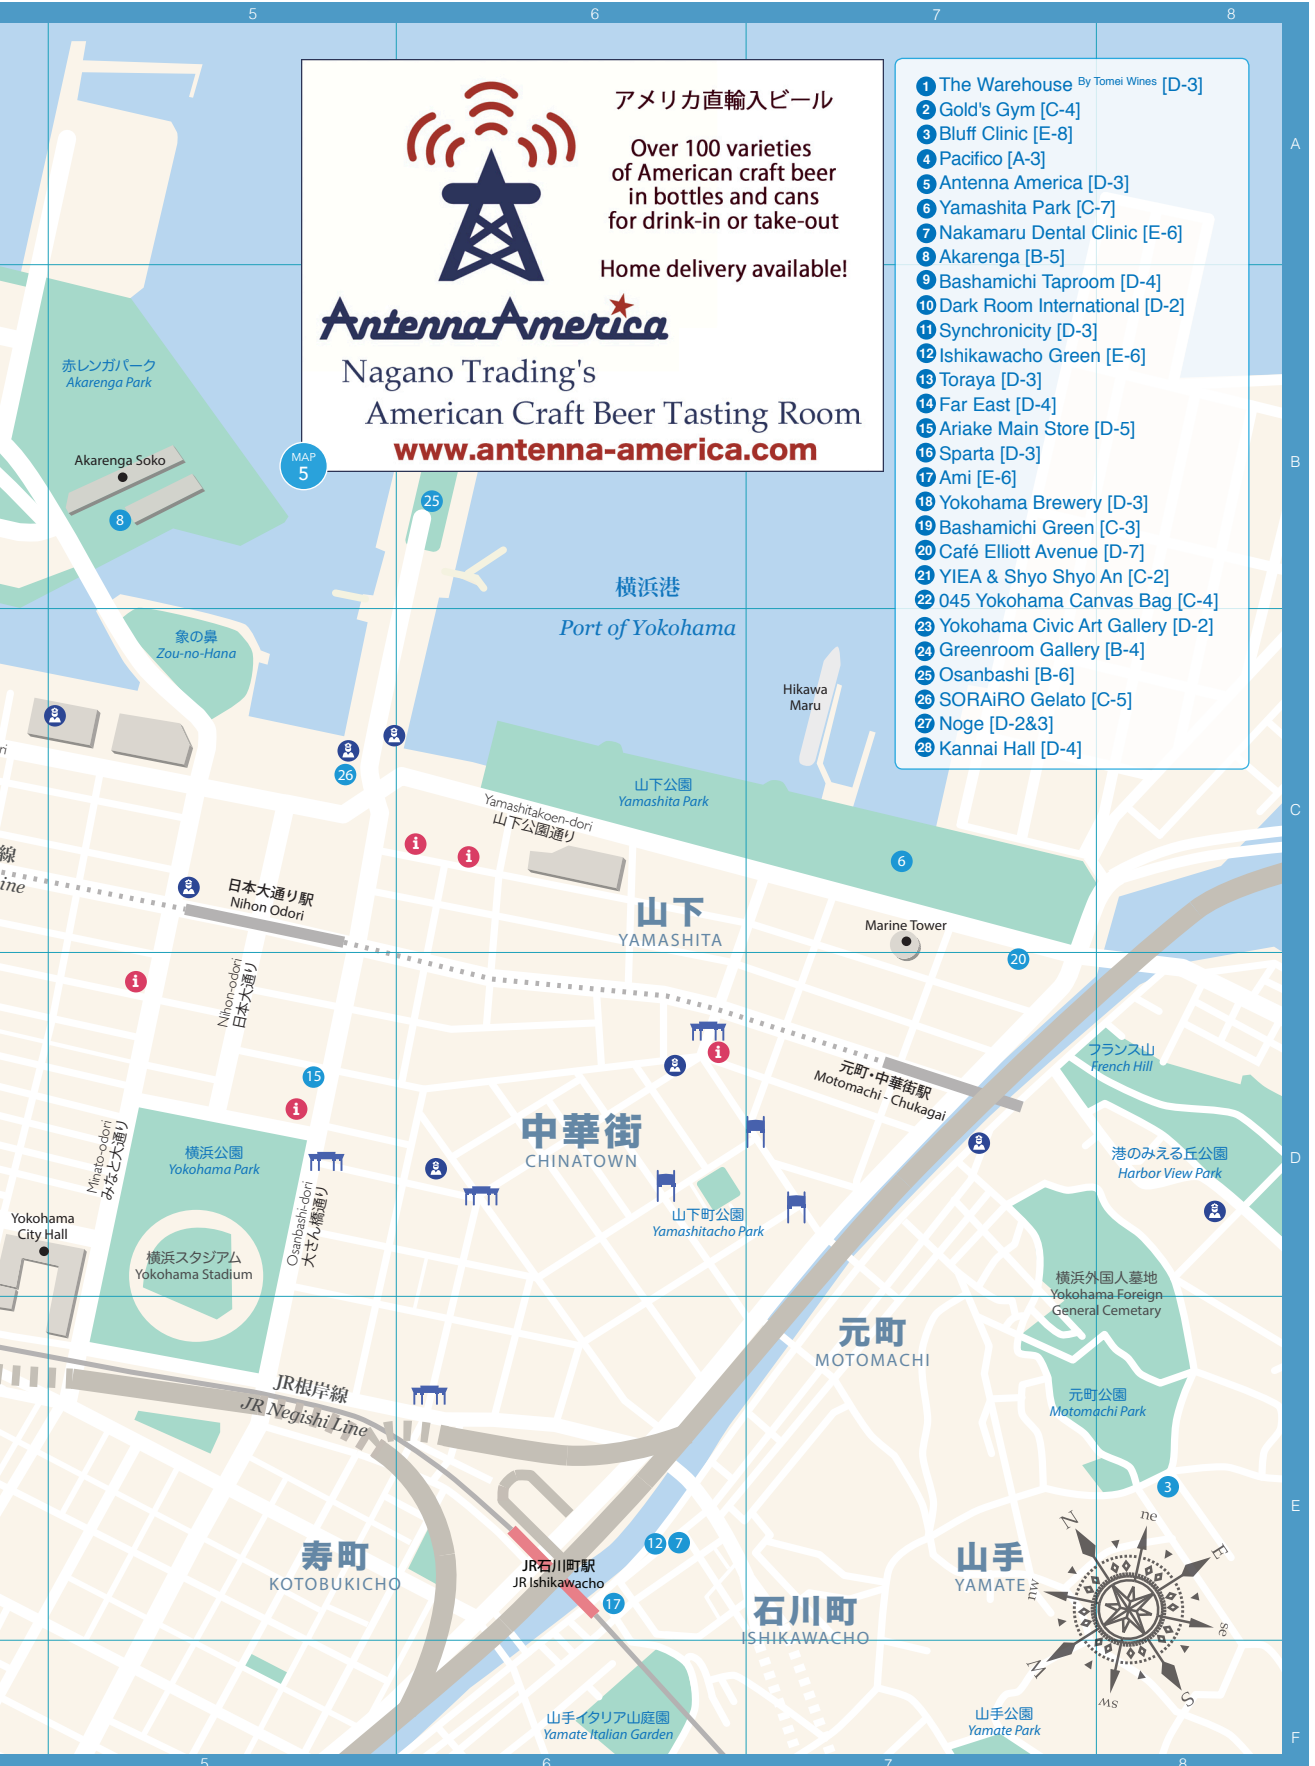 5
6
7
8
A
B
C
D
E
F
アメリカ直輸入ビール
Over 100 varieties
of American craft beer
in bottles and cans
for drink-in or take-out
Home delivery available!
Antenna America
Nagano Trading's
American Craft Beer Tasting Room
www.antenna-america.com
1 The Warehouse By Tomei Wines [D-3]
2 Gold's Gym [C-4]
3 Bluff Clinic [E-8]
4 Pacifico [A-3]
5 Antenna America [D-3]
6 Yamashita Park [C-7]
7 Nakamaru Dental Clinic [E-6]
8 Akarenga [B-5]
9 Bashamichi Taproom [D-4]
10 Dark Room International [D-2]
11 Synchronicity [D-3]
12 Ishikawacho Green [E-6]
13 Toraya [D-3]
14 Far East [D-4]
15 Ariake Main Store [D-5]
16 Sparta [D-3]
17 Ami [E-6]
18 Yokohama Brewery [D-3]
19 Bashamichi Green [C-3]
20 Café Elliott Avenue [D-7]
21 YIEA & Shyo Shyo An [C-2]
22 045 Yokohama Canvas Bag [C-4]
23 Yokohama Civic Art Gallery [D-2]
24 Greenroom Gallery [B-4]
25 Osanbashi [B-6]
26 SORAiRO Gelato [C-5]
27 Noge [D-2&3]
28 Kannai Hall [D-4]
赤レンガパーク
Akarenga Park
Akarenga Soko
8
MAP
5
25
横浜港
Port of Yokohama
象の鼻
Zou-no-Hana
Hikawa
Maru
ri
26
山下公園
Yamashita Park
Yamashitakoen-dori
山下公園通り
i
i
6
線
ine
日本大通り駅
Nihon Odori
山下
YAMASHITA
Marine Tower
20
i
Nihon-odori
日本大通り
i
元町・中華街駅
Motomachi - Chukagai
フランス山
French Hill
15
i
中華街
CHINATOWN
Minato-odori
みなと大通り
横浜公園
Yokohama Park
港のみえる丘公園
Harbor View Park
Osanbashi-dori
大さん橋通り
山下町公園
Yamashitacho Park
Yokohama
City Hall
横浜スタジアム
Yokohama Stadium
横浜外国人墓地
Yokohama Foreign
General Cemetary
元町
MOTOMACHI
JR根岸線
JR Negishi Line
元町公園
Motomachi Park
3
12
7
寿町
KOTOBUKICHO
JR石川町駅
JR Ishikawacho
17
石川町
ISHIKAWACHO
山手
YAMATE
N
ne
E
se
S
sw
W
nw
山手イタリア山庭園
Yamate Italian Garden
山手公園
Yamate Park
5
6
7
8